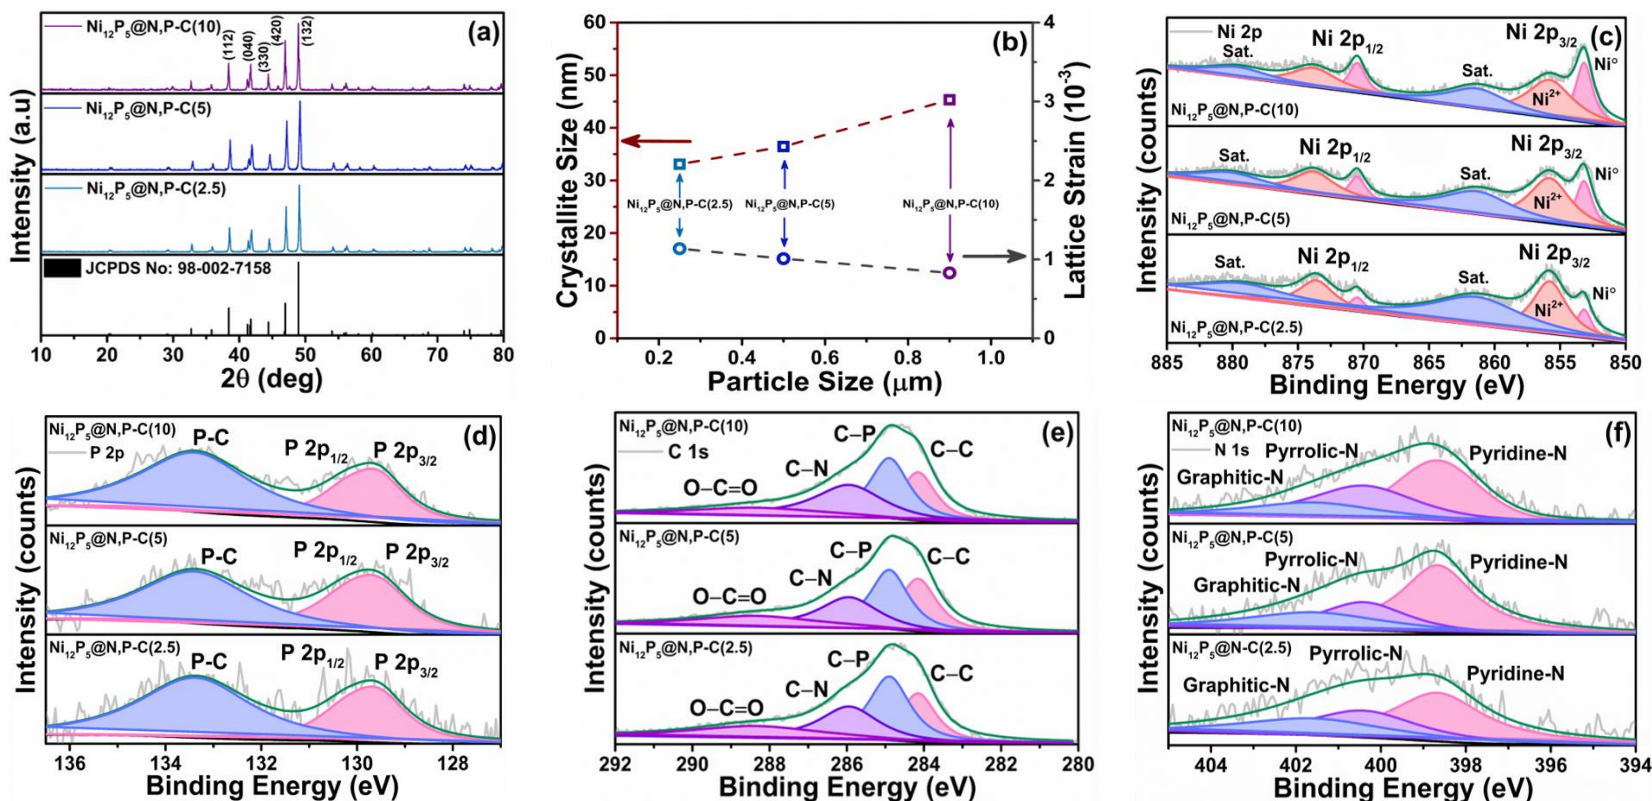 (a)
Ni₁₂P₅@N,P-C(10)
(112)
(040)
(330)
(420)
(132)
Ni₁₂P₅@N,P-C(5)
Ni₁₂P₅@N,P-C(2.5)
JCPDS No: 98-002-7158
Intensity (a.u)
10 20 30 40 50 60 70 80
2θ (deg)
(b)
Crystallite Size (nm)
60
50
40
30
20
10
0
Ni₁₂P₅@N,P-C(2.5) Ni₁₂P₅@N,P-C(5) Ni₁₂P₅@N,P-C(10)
4
3
2
1
0
Lattice Strain (10⁻³)
0.2 0.4 0.6 0.8 1.0
Particle Size (μm)
(c)
Ni 2p
Sat. Ni 2p₁/₂ Sat. Ni 2p₃/₂ Ni° Ni²⁺
Ni₁₂P₅@N,P-C(10)
Sat. Ni 2p₁/₂ Sat. Ni 2p₃/₂ Ni° Ni²⁺
Ni₁₂P₅@N,P-C(5)
Sat. Ni 2p₁/₂ Sat. Ni 2p₃/₂ Ni° Ni²⁺
Ni₁₂P₅@N,P-C(2.5)
Intensity (counts)
885 880 875 870 865 860 855 850
Binding Energy (eV)
(d)
Ni₁₂P₅@N,P-C(10)
P 2p
P-C P 2p₁/₂ P 2p₃/₂
Ni₁₂P₅@N,P-C(5)
P-C P 2p₁/₂ P 2p₃/₂
Ni₁₂P₅@N,P-C(2.5)
P-C P 2p₁/₂ P 2p₃/₂
Intensity (counts)
136 134 132 130 128
Binding Energy (eV)
(e)
Ni₁₂P₅@N,P-C(10)
C 1s
O–C=O C–N C–P C–C
Ni₁₂P₅@N,P-C(5)
O–C=O C–N C–P C–C
Ni₁₂P₅@N,P-C(2.5)
O–C=O C–N C–P C–C
Intensity (counts)
292 290 288 286 284 282 280
Binding Energy (eV)
(f)
Ni₁₂P₅@N,P-C(10)
N 1s
Graphitic-N Pyrrolic-N Pyridine-N
Ni₁₂P₅@N,P-C(5)
Graphitic-N Pyrrolic-N Pyridine-N
Ni₁₂P₅@N-C(2.5)
Graphitic-N Pyrrolic-N Pyridine-N
Intensity (counts)
404 402 400 398 396 394
Binding Energy (eV)